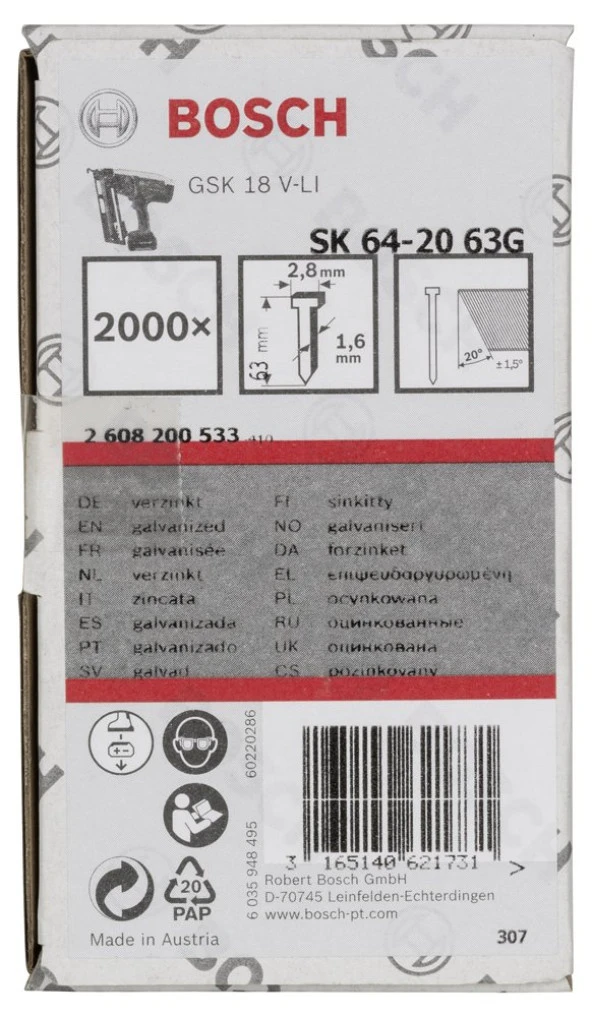 BOSCH
GSK 18 V-LI
SK 64-20 63G
2000×
2,8 mm
63 mm
1,6 mm
20°
±1,5°
2 608 200 533
DE verzinkt
EN galvanized
FR galvanisée
NL verzinkt
IT zincata
ES galvanizada
PT galvanizado
SV galvad
FI sinkitty
NO galvanisert
DA forzinket
EL επιψευδαργυρωμένη
PL ocynkowana
RU оцинкованные
UK оцинкована
CS pozinkovaný
60220286
6 035 948 495
3 165140 621731 >
Robert Bosch GmbH
D-70745 Leinfelden-Echterdingen
www.bosch-pt.com
20
PAP
Made in Austria
307